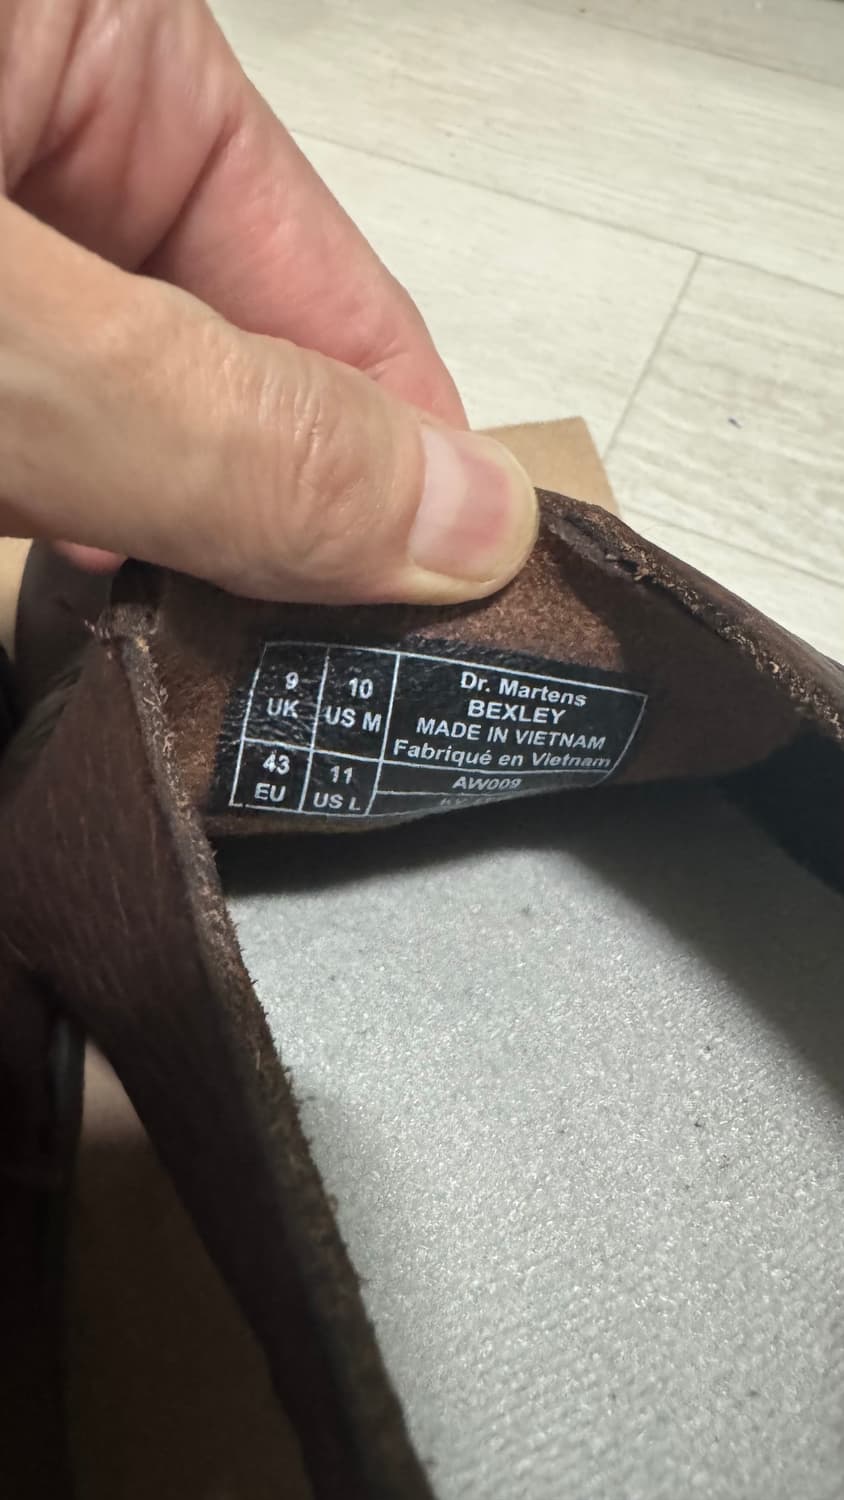 9
UK
10
US M
43
EU
11
US L
Dr. Martens
BEXLEY
MADE IN VIETNAM
Fabriqué en Vietnam
AW009